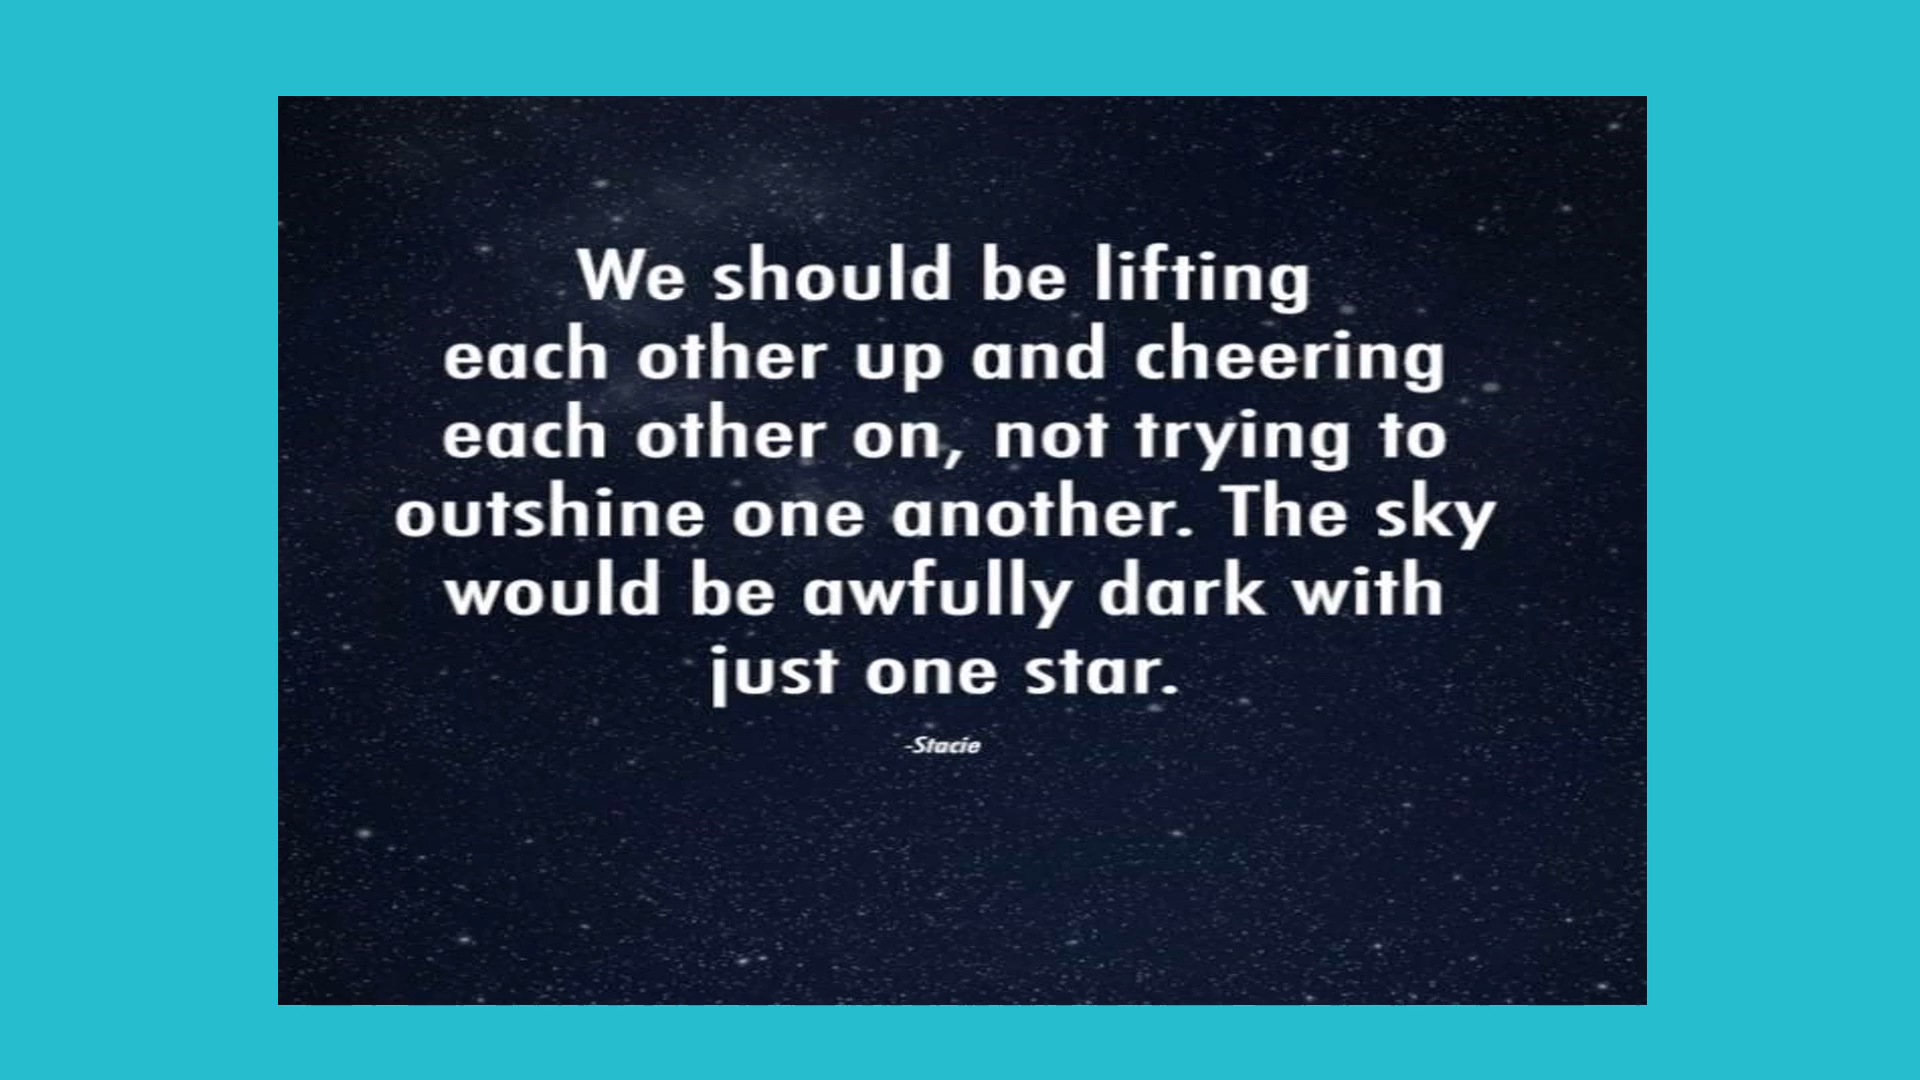 We should be lifting
each other up and cheering
each other on, not trying to
outshine one another. The sky
would be awfully dark with
just one star.
-Stacie